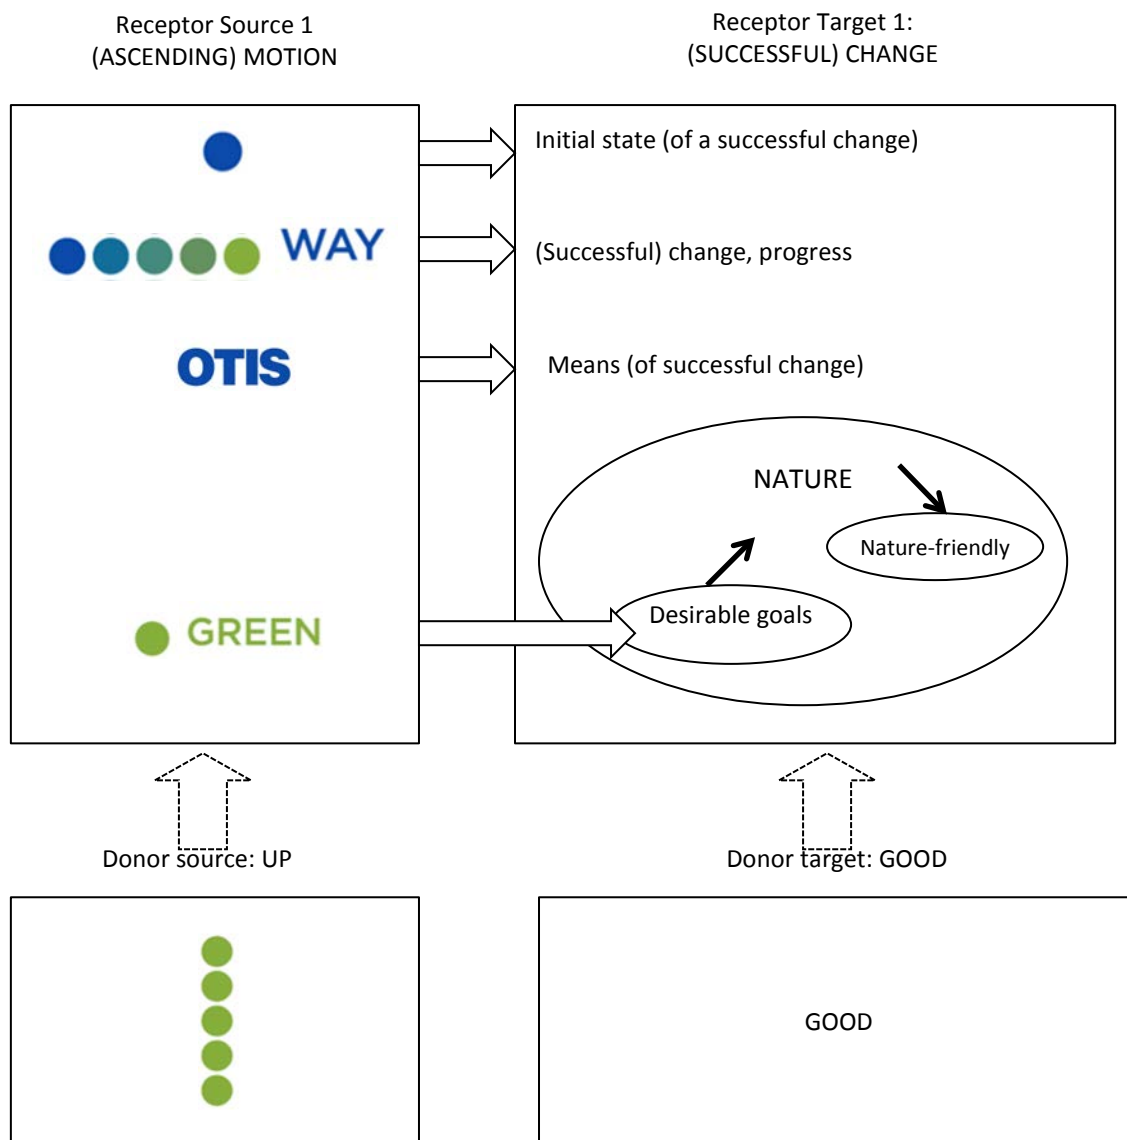 Receptor Source 1
(ASCENDING) MOTION
Receptor Target 1:
(SUCCESSFUL) CHANGE
Initial state (of a successful change)
WAY
(Successful) change, progress
OTIS
Means (of successful change)
NATURE
Nature-friendly
Desirable goals
GREEN
Donor source: UP
Donor target: GOOD
GOOD